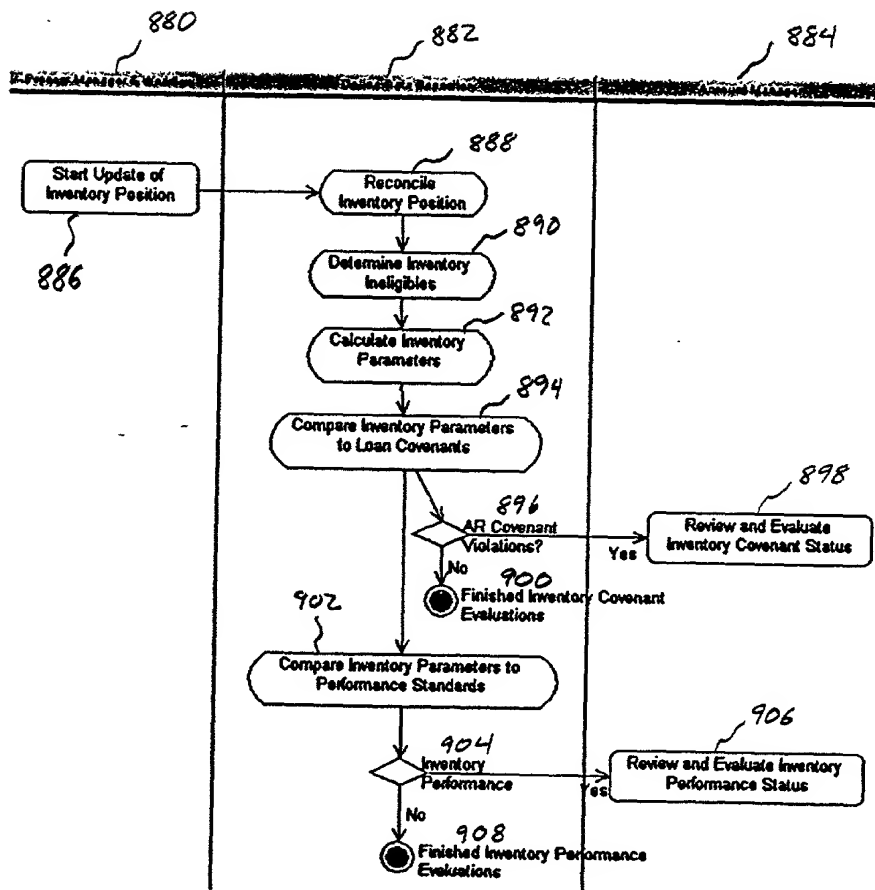 880
882
884
Account Manager
888
Start Update of
Inventory Position
Reconcile
Inventory Position
886
890
Determine Inventory
Ineligibles
892
Calculate Inventory
Parameters
894
Compare Inventory Parameters
to Loan Covenants
896
AR Covenant
Violations?
Yes
898
Review and Evaluate
Inventory Covenant Status
No
900
Finished Inventory Covenant
Evaluations
902
Compare Inventory Parameters to
Performance Standards
904
Inventory
Performance
Yes
906
Review and Evaluate Inventory
Performance Status
No
908
Finished Inventory Performance
Evaluations